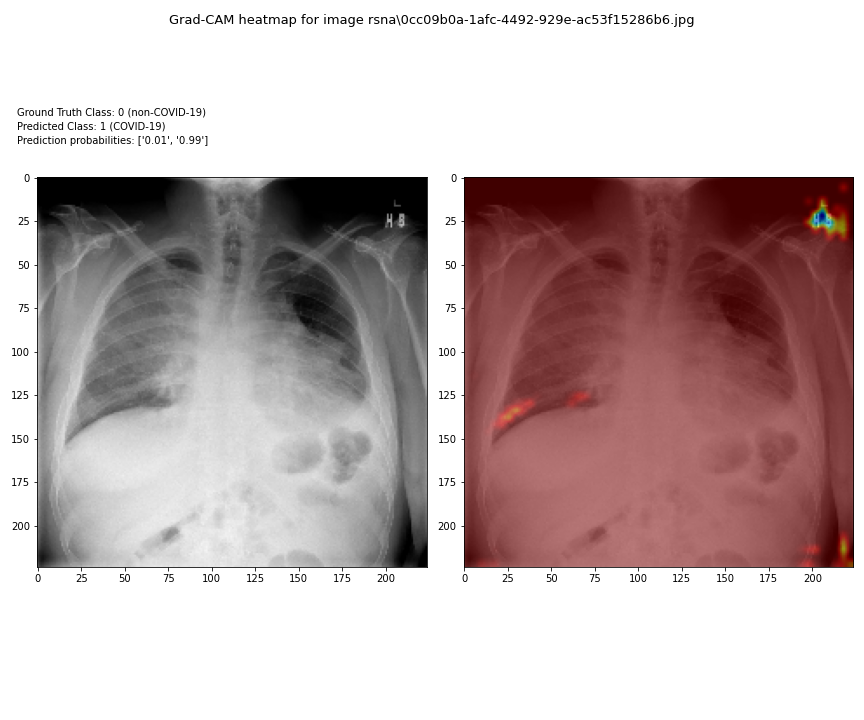 Grad-CAM heatmap for image rsna\0cc09b0a-1afc-4492-929e-ac53f15286b6.jpg
Ground Truth Class: 0 (non-COVID-19)
Predicted Class: 1 (COVID-19)
Prediction probabilities: ['0.01', '0.99']
0
25
50
75
100
125
150
175
200
0 25 50 75 100 125 150 175 200
L
0
25
50
75
100
125
150
175
200
0 25 50 75 100 125 150 175 200